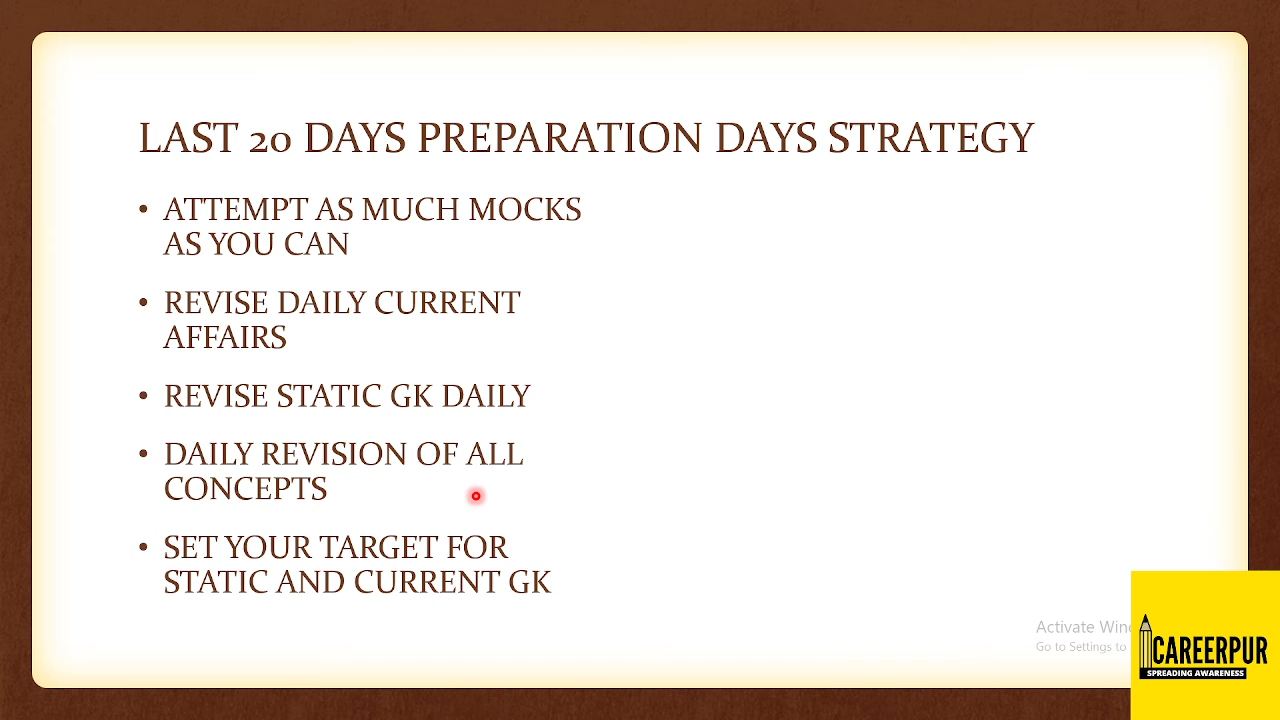 LAST 20 DAYS PREPARATION DAYS STRATEGY
• ATTEMPT AS MUCH MOCKS
AS YOU CAN
• REVISE DAILY CURRENT
AFFAIRS
• REVISE STATIC GK DAILY
• DAILY REVISION OF ALL
CONCEPTS
• SET YOUR TARGET FOR
STATIC AND CURRENT GK
Activate
Go to Settings to
CAREERPUR
SPREADING AWARENESS